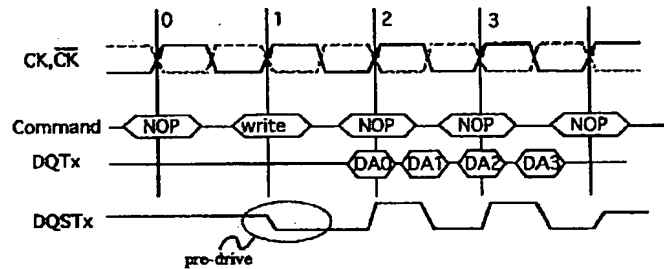 0 1 2 3
CK,CK
Command NOP write NOP NOP NOP
DQTx DA0 DA1 DA2 DA3
DQSTx
pre-drive